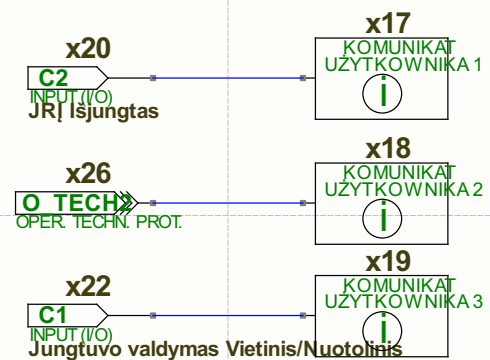 x20
x17
C2
INPUT(I/O)
JRĮ Išjungtas
KOMUNIKAT
UŻYTKOWNIKA 1
i
x26
x18
O_TECH2
OPER. TECHN. PROT.
KOMUNIKAT
UŻYTKOWNIKA 2
i
x22
x19
C1
INPUT(I/O)
Jungtuvo valdymas Vietinis/Nuotolinis
KOMUNIKAT
UŻYTKOWNIKA 3
i